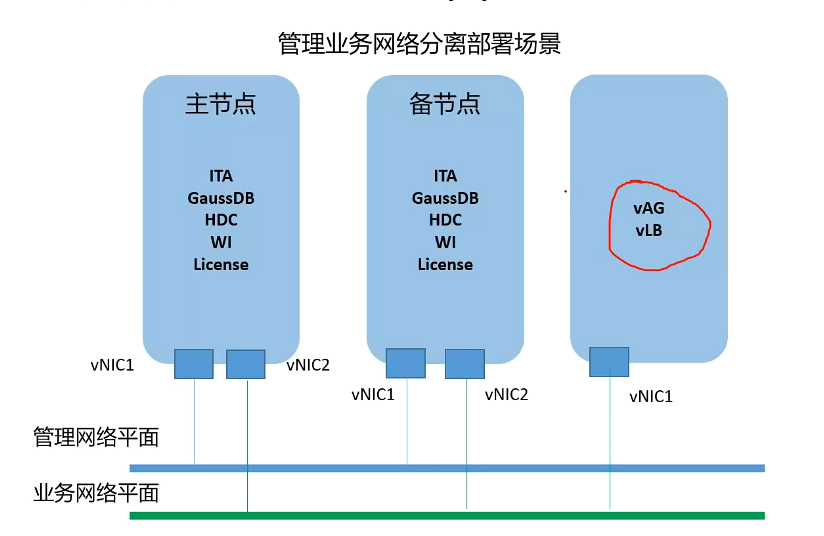 管理业务网络分离部署场景
主节点
ITA
GaussDB
HDC
WI
License
备节点
ITA
GaussDB
HDC
WI
License
vAG
vLB
vNIC1
vNIC2
vNIC1
vNIC2
vNIC1
管理网络平面
业务网络平面